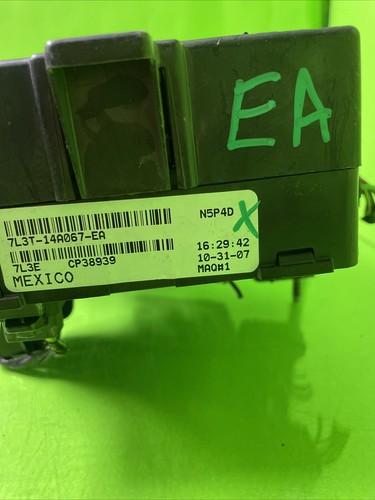 EA
N5P4D
X
7L3T-14A067-EA
16:29:42
7L3E CP38939
10-31-07
MEXICO
MAQ#1